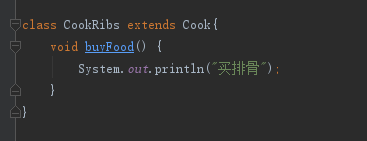 class CookRibs extends Cook{
void buyFood() {
System.out.println("买排骨");
}
}